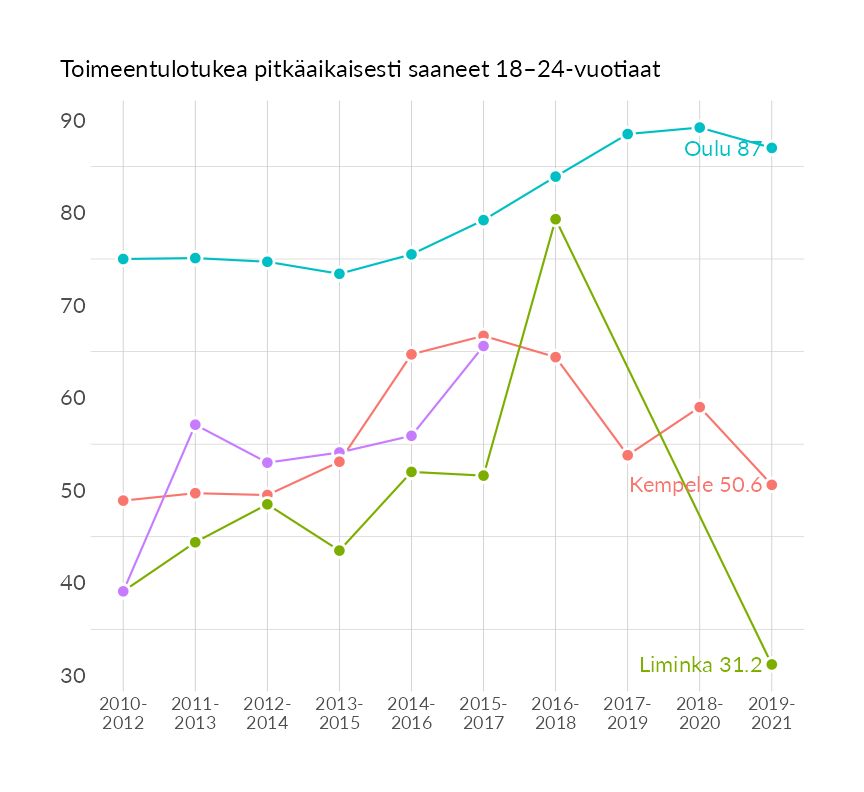 Toimeentulotukea pitkäaikaisesti saaneet 18–24-vuotiaat
90
80
70
60
50
40
30
Oulu 87
Kempele 50.6
Liminka 31.2
2010- 2011- 2012- 2013- 2014- 2015- 2016- 2017- 2018- 2019-
2012 2013 2014 2015 2016 2017 2018 2019 2020 2021